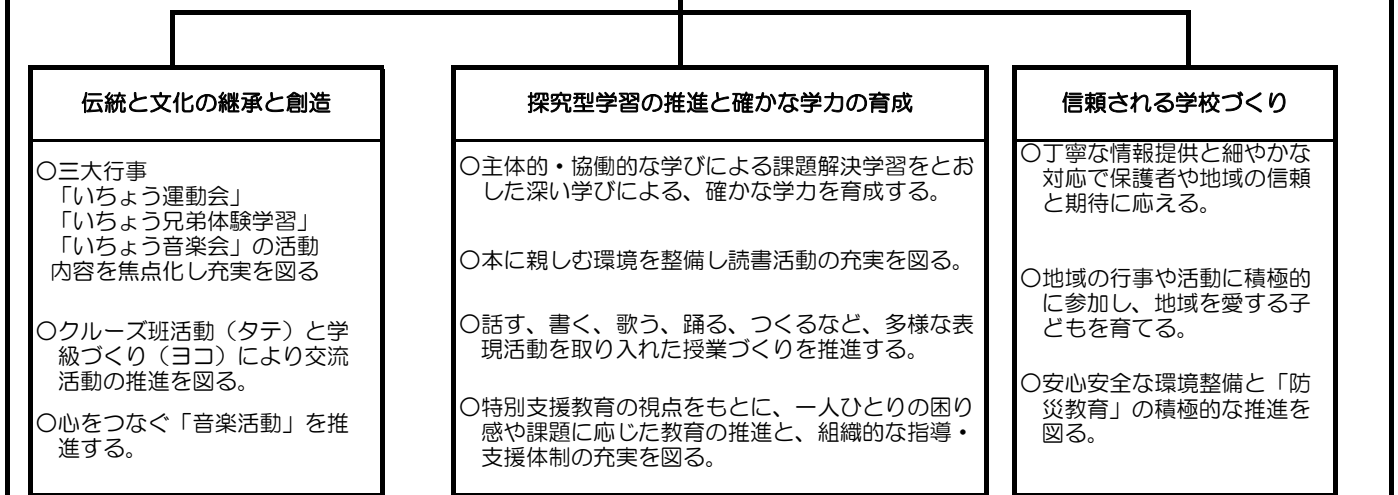 伝統と文化の継承と創造
〇三大行事
「いちょう運動会」
「いちょう兄弟体験学習」
「いちょう音楽会」の活動
内容を焦点化し充実を図る
〇クルーズ班活動（タテ）と学
級づくり（ヨコ）により交流
活動の推進を図る。
〇心をつなぐ「音楽活動」を推
進する。
探究型学習の推進と確かな学力の育成
〇主体的・協働的な学びによる課題解決学習をとお
した深い学びによる、確かな学力を育成する。
〇本に親しむ環境を整備し読書活動の充実を図る。
〇話す、書く、歌う、踊る、つくるなど、多様な表
現活動を取り入れた授業づくりを推進する。
〇特別支援教育の視点をもとに、一人ひとりの困り
感や課題に応じた教育の推進と、組織的な指導・
支援体制の充実を図る。
信頼される学校づくり
〇丁寧な情報提供と細やかな
対応で保護者や地域の信頼
と期待に応える。
〇地域の行事や活動に積極的
に参加し、地域を愛する子
どもを育てる。
〇安心安全な環境整備と「防
災教育」の積極的な推進を
図る。